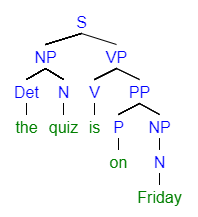 S
NP VP
Det N V PP
the quiz is P NP
on N
Friday